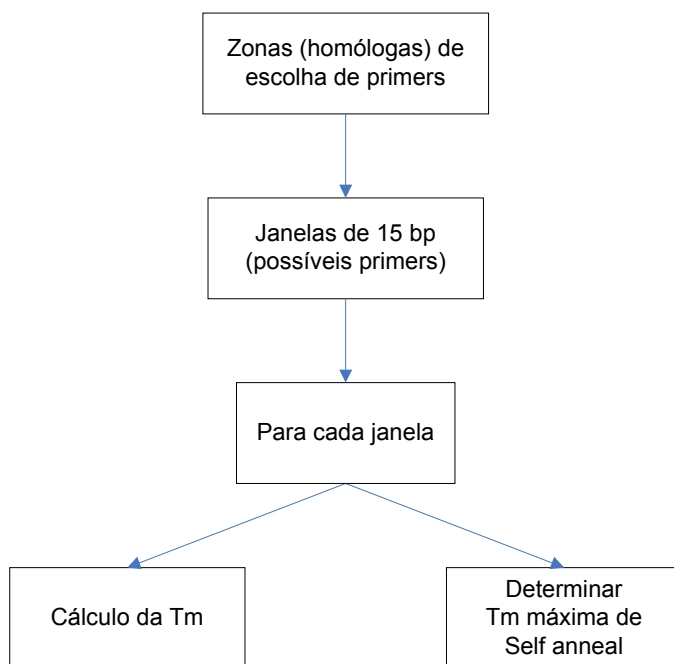 Zonas (homólogas) de
escolha de primers
Janelas de 15 bp
(possíveis primers)
Para cada janela
Cálculo da Tm
Determinar
Tm máxima de
Self anneal